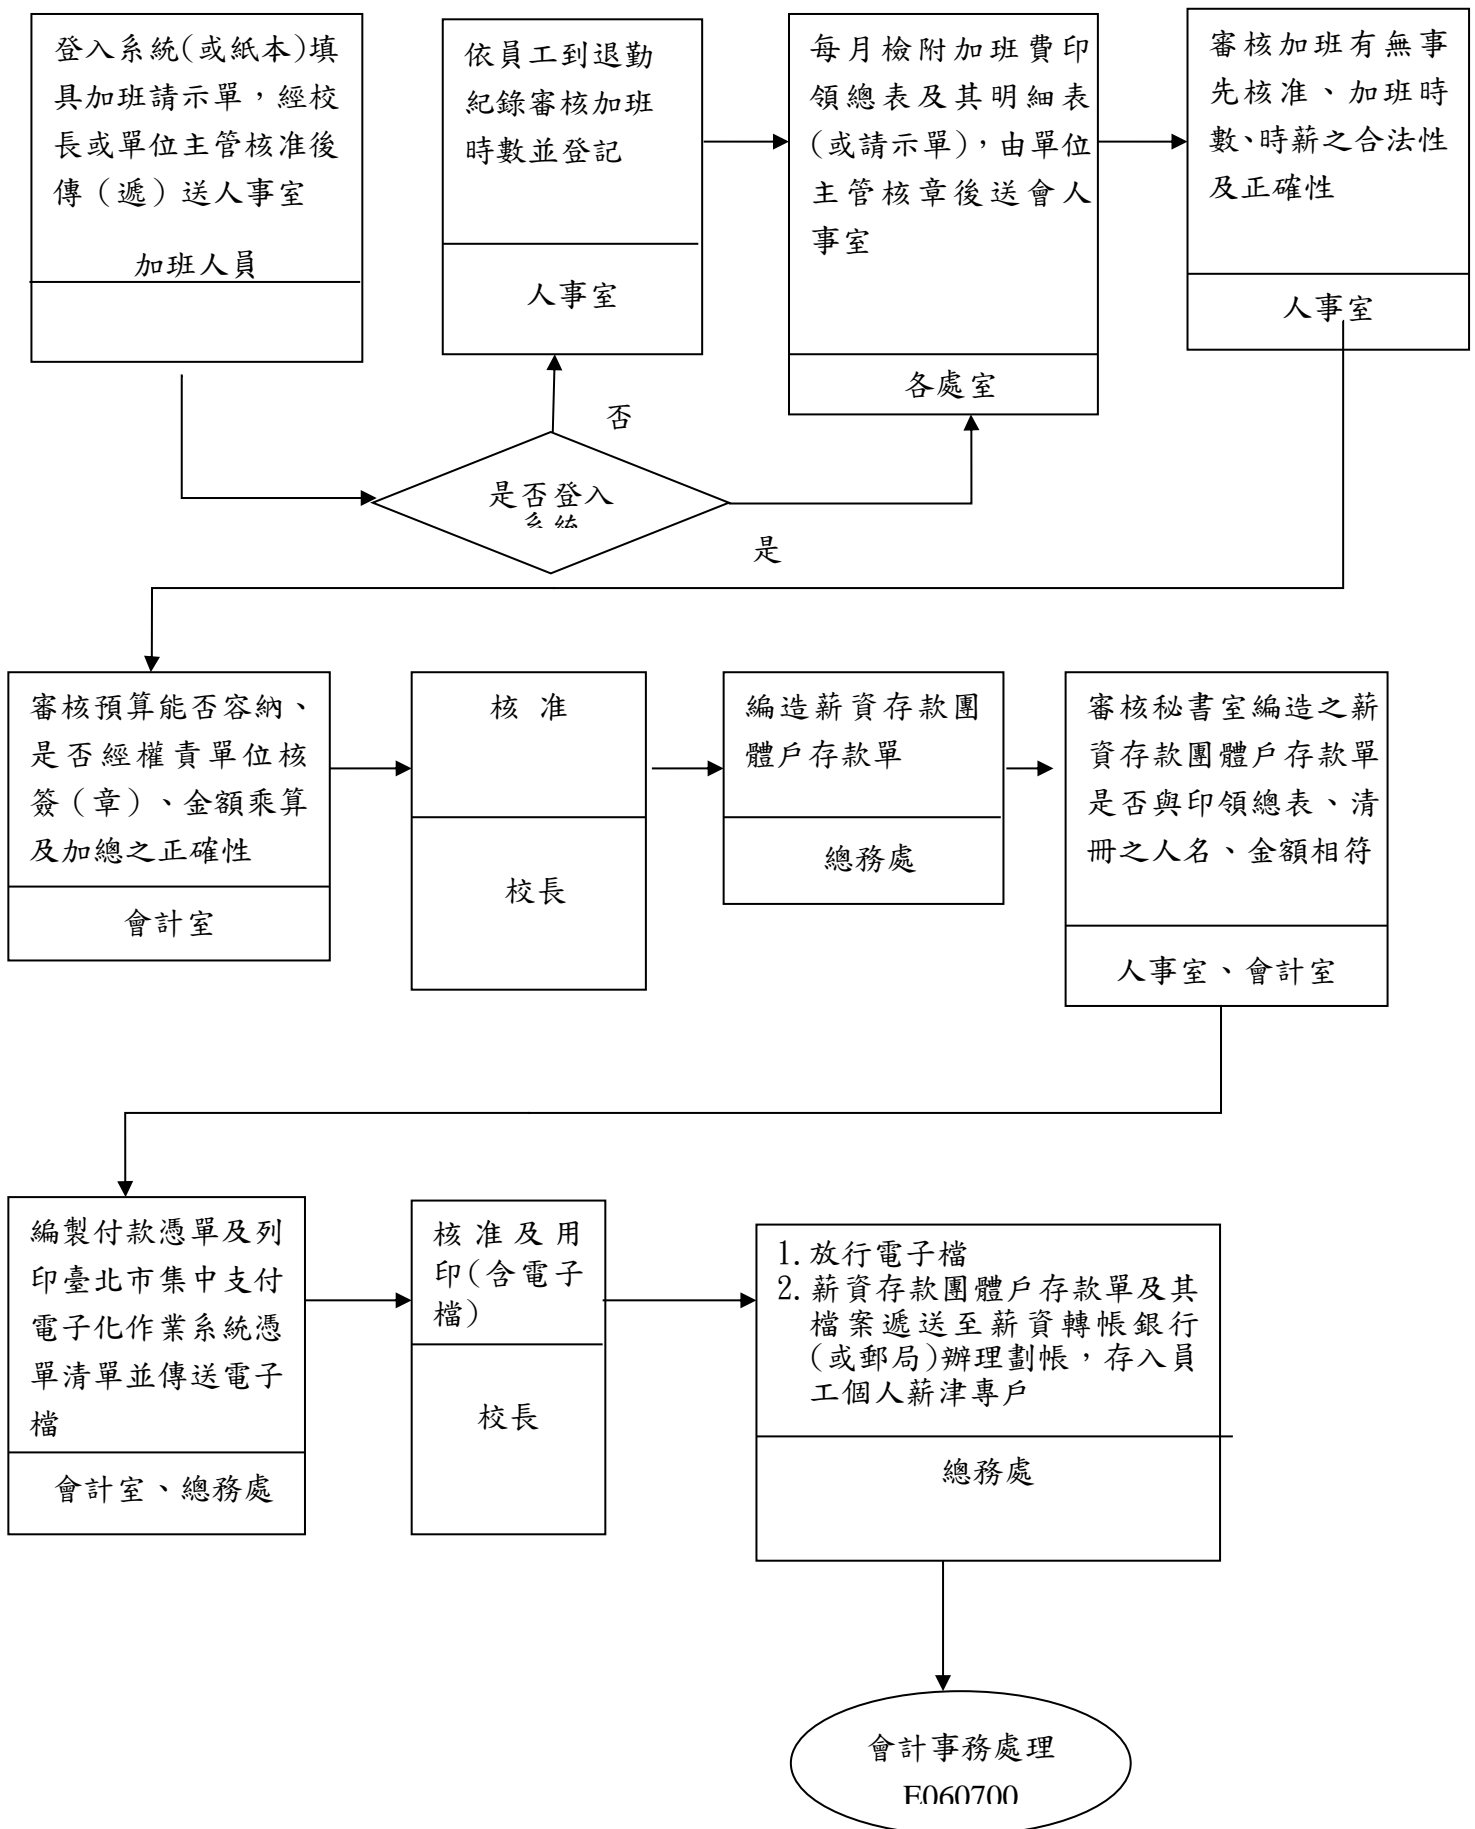 登入系統(或紙本)填
具加班請示單，經校
長或單位主管核准後
傳（遞）送人事室
加班人員
依員工到退勤
紀錄審核加班
時數並登記
人事室
每月檢附加班費印
領總表及其明細表
(或請示單)，由單位
主管核章後送會人
事室
各處室
審核加班有無事
先核准、加班時
數、時薪之合法性
及正確性
人事室
否
是否登入
系統
是
審核預算能否容納、
是否經權責單位核
簽（章）、金額乘算
及加總之正確性
會計室
核 准
校長
編造薪資存款團
體戶存款單
總務處
審核秘書室編造之薪
資存款團體戶存款單
是否與印領總表、清
冊之人名、金額相符
人事室、會計室
編製付款憑單及列
印臺北市集中支付
電子化作業系統憑
單清單並傳送電子
檔
會計室、總務處
核准及用
印(含電子
檔)
校長
1. 放行電子檔
2. 薪資存款團體戶存款單及其
檔案遞送至薪資轉帳銀行
(或郵局)辦理劃帳，存入員
工個人薪津專戶
總務處
會計事務處理
E060700